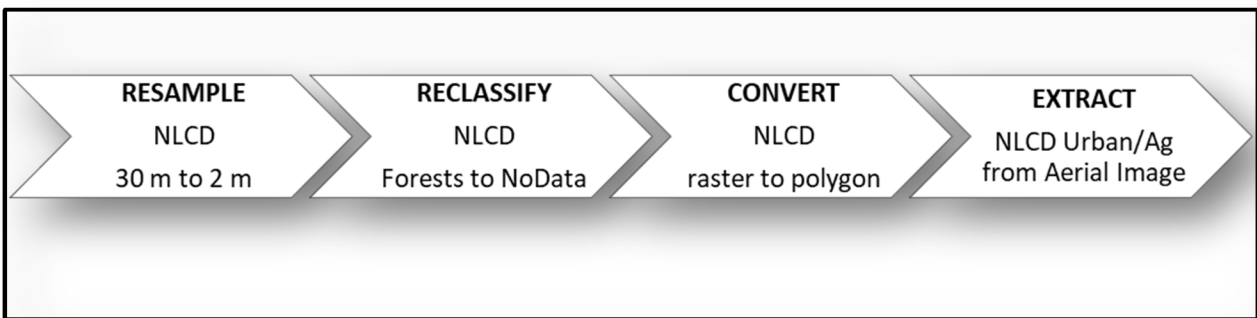 RESAMPLE
NLCD
30 m to 2 m
RECLASSIFY
NLCD
Forests to NoData
CONVERT
NLCD
raster to polygon
EXTRACT
NLCD Urban/Ag
from Aerial Image